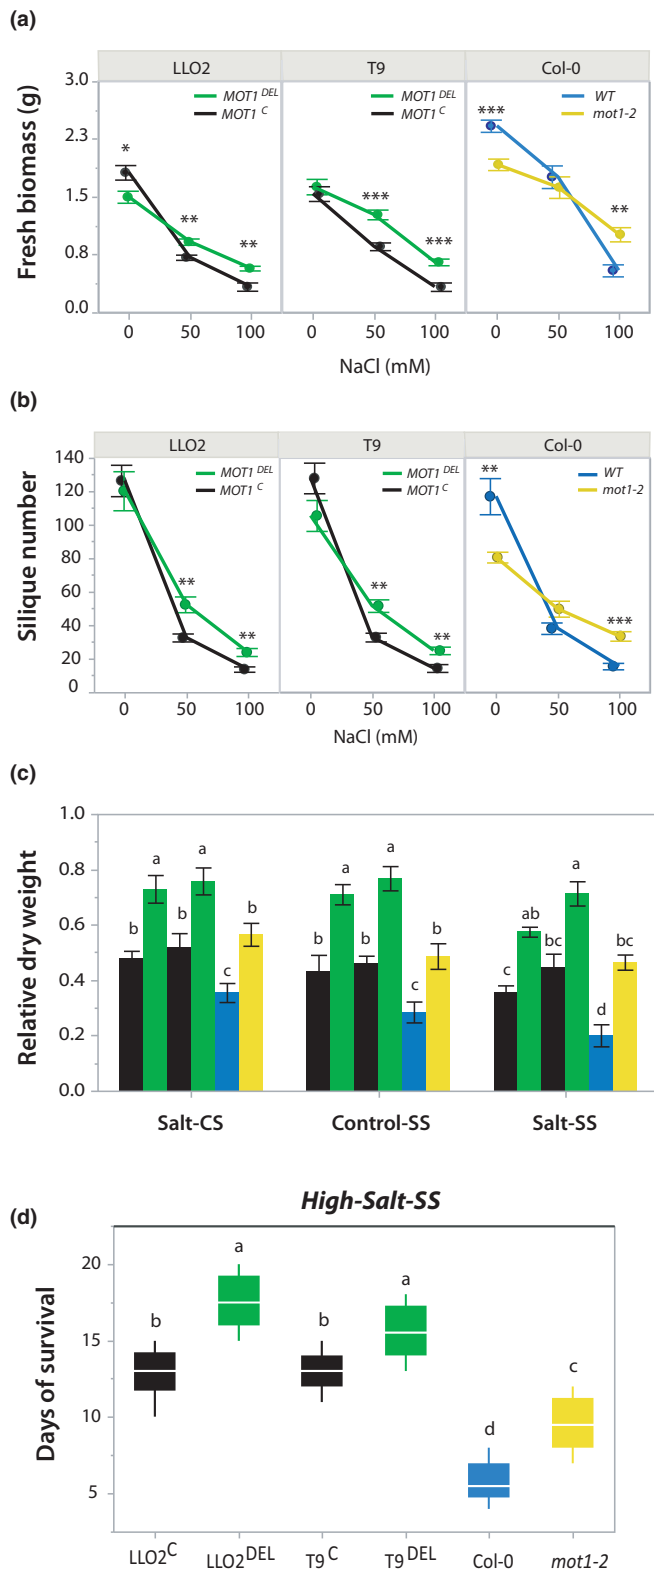 (a)
LLO2 T9 Col-0
MOT1 DEL MOT1 DEL WT
MOT1 C MOT1 C mot1-2
Fresh biomass (g)
3.0
2.3
1.5
0.8
0.0
* ** ** *** *** *** **
0 50 100 0 50 100 0 50 100
NaCl (mM)
(b)
LLO2 T9 Col-0
MOT1 DEL MOT1 DEL WT
MOT1 C MOT1 C mot1-2
Silique number
140
120
100
80
60
40
20
0
** ** ** ** ** ***
0 50 100 0 50 100 0 50 100
NaCl (mM)
(c)
Relative dry weight
1.0
0.8
0.6
0.4
0.2
0.0
b a b a c b b a b a c b c ab bc a d bc
Salt-CS Control-SS Salt-SS
High-Salt-SS
(d)
Days of survival
20
15
10
5
b a b a d c
LLO2C LLO2DEL T9C T9DEL Col-0 mot1-2